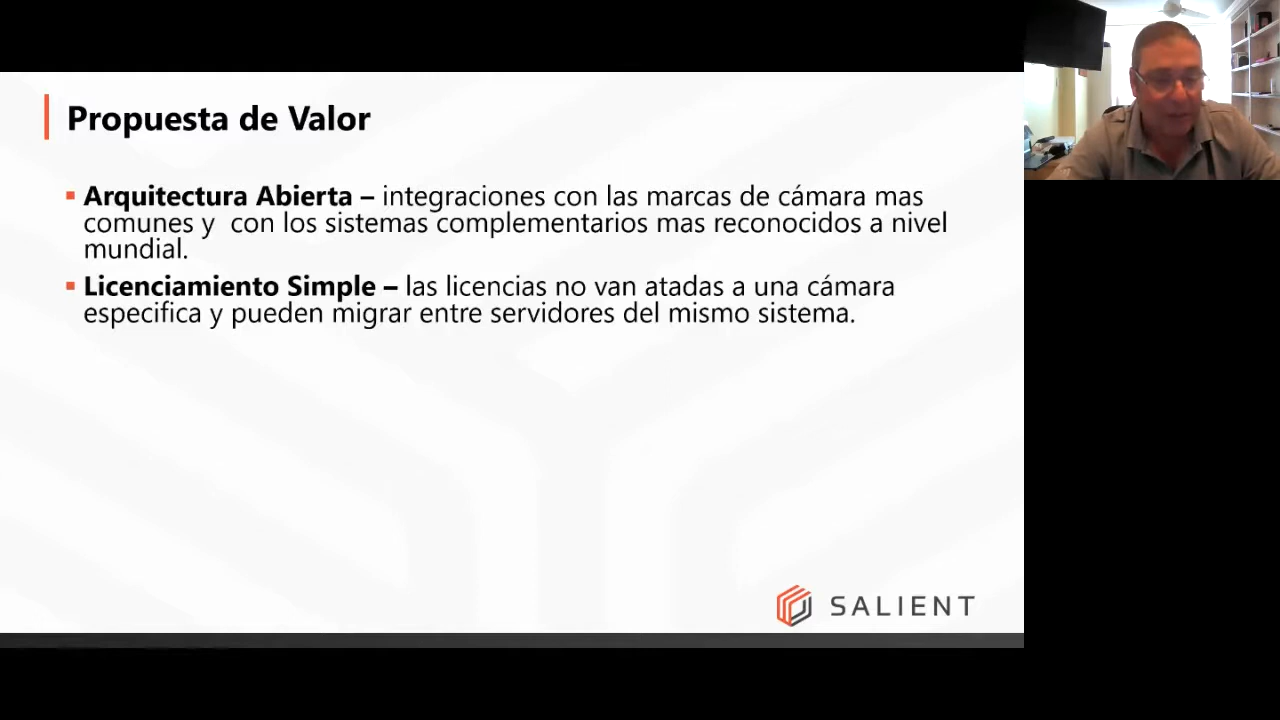 Propuesta de Valor
Arquitectura Abierta – integraciones con las marcas de cámara mas
comunes y  con los sistemas complementarios mas reconocidos a nivel
mundial.
Licenciamiento Simple – las licencias no van atadas a una cámara
especifica y pueden migrar entre servidores del mismo sistema.
SALIENT